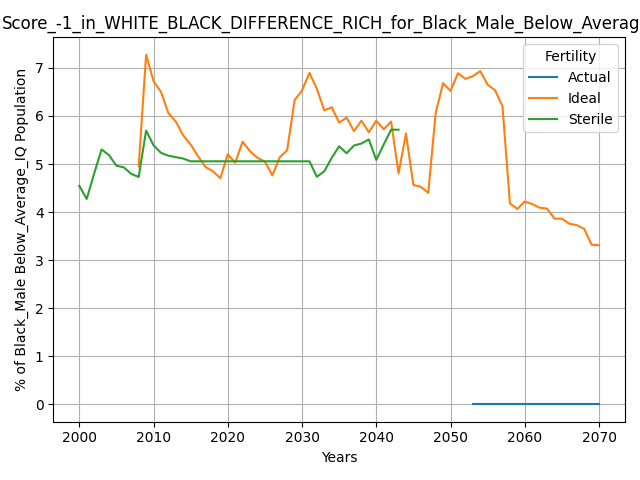 Score_-1_in_WHITE_BLACK_DIFFERENCE_RICH_for_Black_Male_Below_Averag
% of Black_Male Below_Average_IQ Population
7
6
5
4
3
2
1
0
Fertility
Actual
Ideal
Sterile
2000 2010 2020 2030 2040 2050 2060 2070
Years